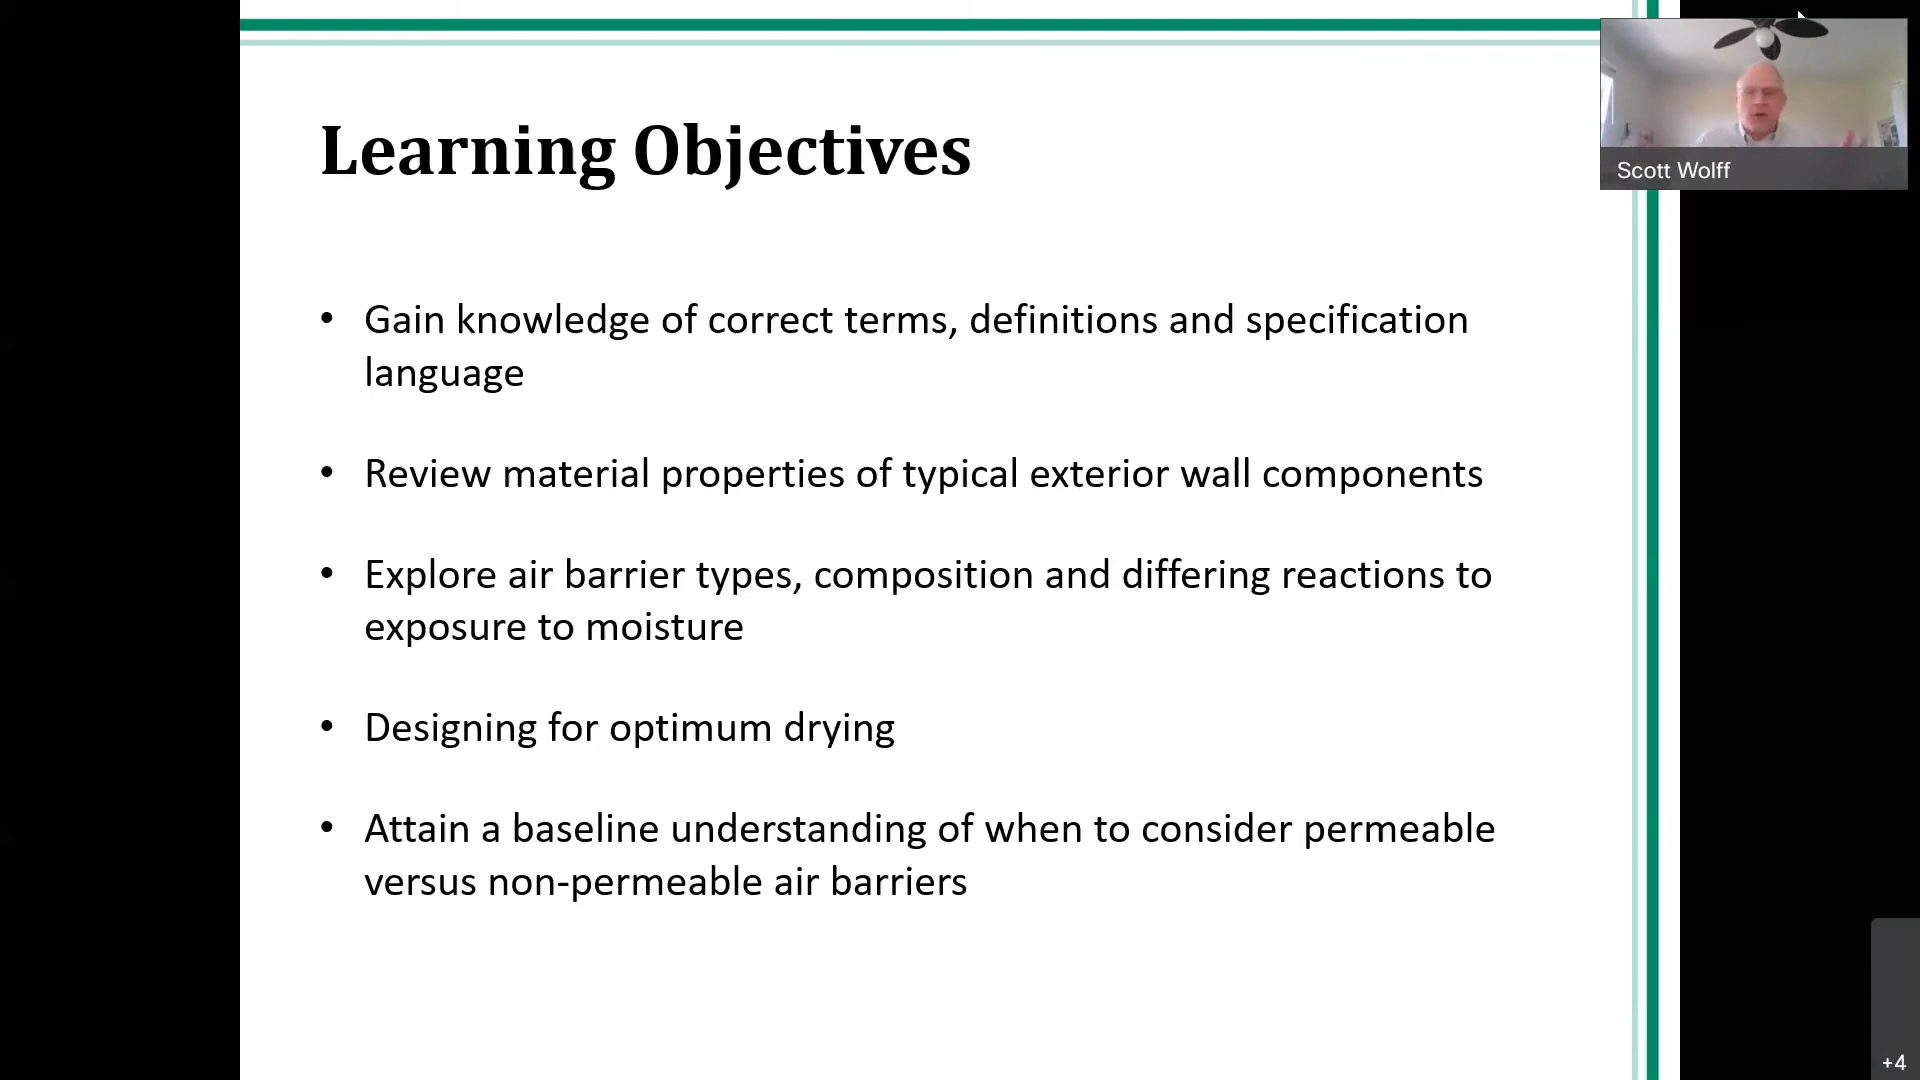 Learning Objectives
Scott Wolff
• Gain knowledge of correct terms, definitions and specification
language
• Review material properties of typical exterior wall components
• Explore air barrier types, composition and differing reactions to
exposure to moisture
• Designing for optimum drying
• Attain a baseline understanding of when to consider permeable
versus non-permeable air barriers
+4